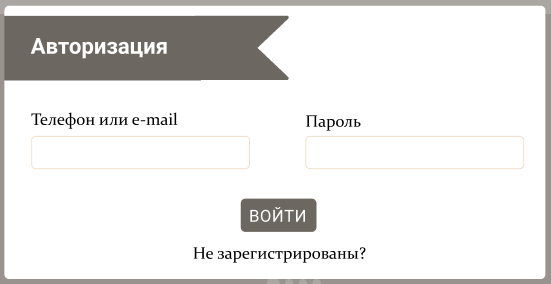 Авторизация
Телефон или e-mail
Пароль
ВОЙТИ
Не зарегистрированы?